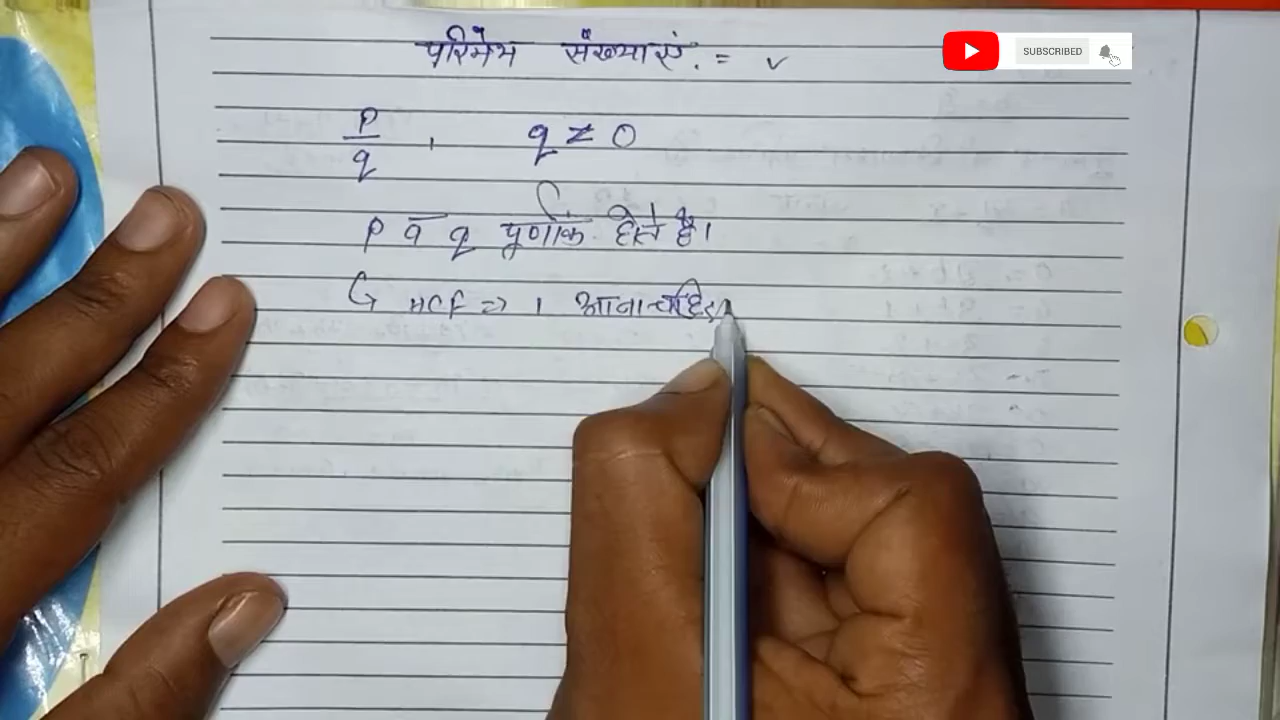 परिमेय संख्याएं. = v
SUBSCRIBED
p/q , q ≠ 0
p व q पूर्णांक होते है।
HCF => 1 आना चाहिए